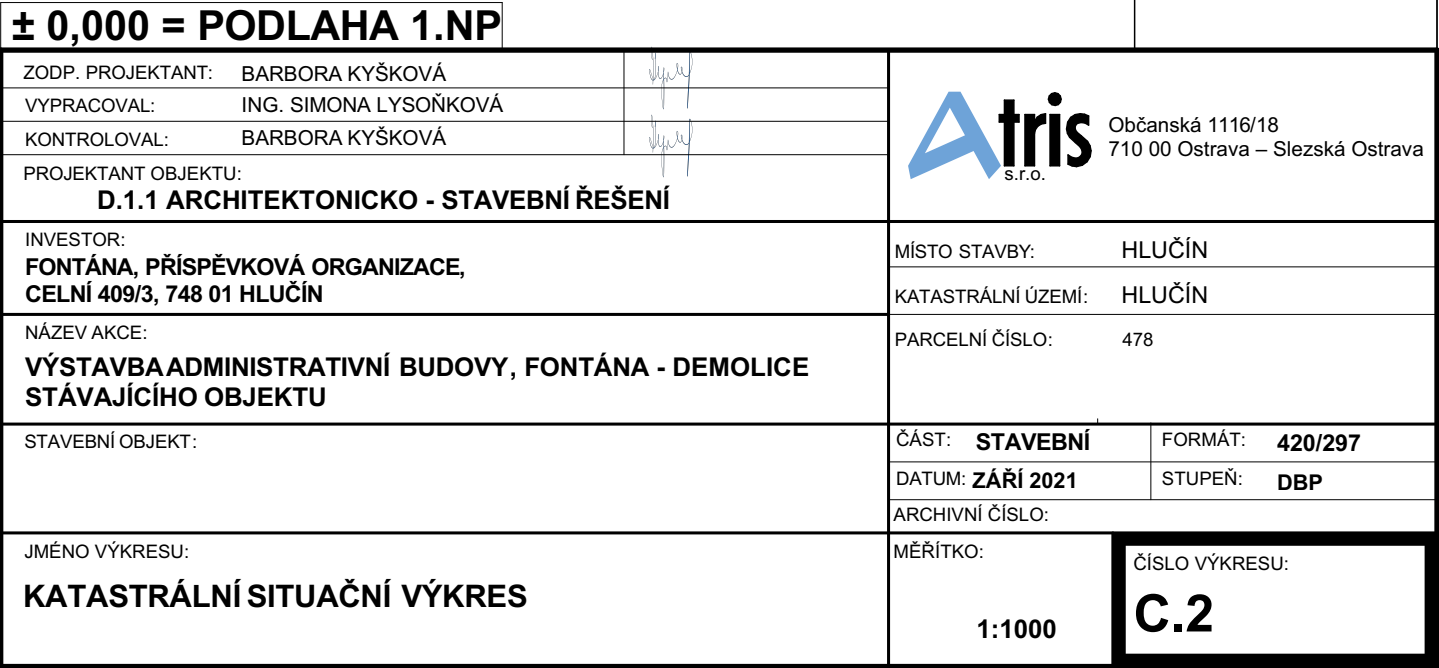 ± 0,000 = PODLAHA 1.NP
ZODP. PROJEKTANT: BARBORA KYŠKOVÁ
VYPRACOVAL: ING. SIMONA LYSOŇKOVÁ
KONTROLOVAL: BARBORA KYŠKOVÁ
PROJEKTANT OBJEKTU:
D.1.1 ARCHITEKTONICKO - STAVEBNÍ ŘEŠENÍ
Atris
s.r.o.
Občanská 1116/18
710 00 Ostrava – Slezská Ostrava
INVESTOR:
FONTÁNA, PŘÍSPĚVKOVÁ ORGANIZACE,
CELNÍ 409/3, 748 01 HLUČÍN
MÍSTO STAVBY: HLUČÍN
KATASTRÁLNÍ ÚZEMÍ: HLUČÍN
NÁZEV AKCE:
VÝSTAVBA ADMINISTRATIVNÍ BUDOVY, FONTÁNA - DEMOLICE
STÁVAJÍCÍHO OBJEKTU
PARCELNÍ ČÍSLO: 478
STAVEBNÍ OBJEKT:
ČÁST: STAVEBNÍ FORMÁT: 420/297
DATUM: ZÁŘÍ 2021 STUPEŇ: DBP
ARCHIVNÍ ČÍSLO:
JMÉNO VÝKRESU:
KATASTRÁLNÍ SITUAČNÍ VÝKRES
MĚŘÍTKO:
1:1000
ČÍSLO VÝKRESU:
C.2